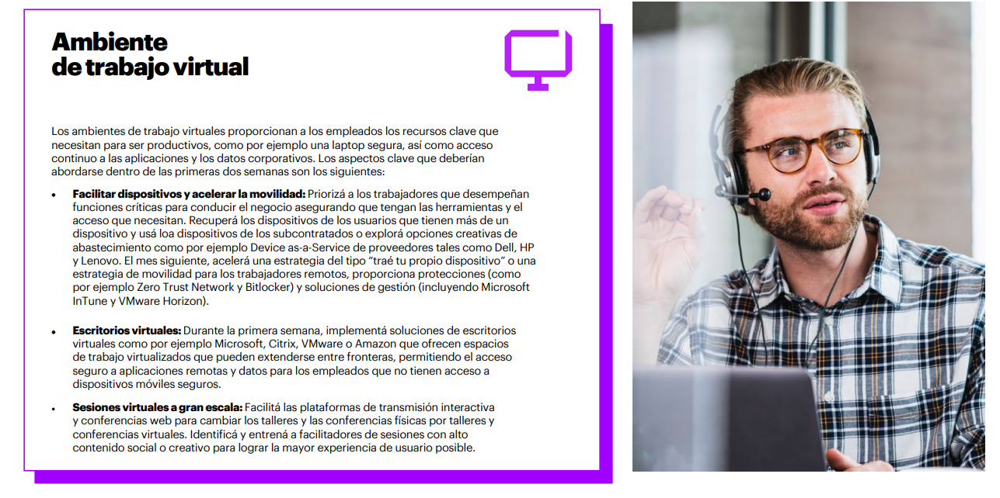 Ambiente
de trabajo virtual
Los ambientes de trabajo virtuales proporcionan a los empleados los recursos clave que
necesitan para ser productivos, como por ejemplo una laptop segura, así como acceso
continuo a las aplicaciones y los datos corporativos. Los aspectos clave que deberían
abordarse dentro de las primeras dos semanas son los siguientes:
• Facilitar dispositivos y acelerar la movilidad: Priorizá a los trabajadores que desempeñan
funciones críticas para conducir el negocio asegurando que tengan las herramientas y el
acceso que necesitan. Recuperá los dispositivos de los usuarios que tienen más de un
dispositivo y usá loa dispositivos de los subcontratados o explorá opciones creativas de
abastecimiento como por ejemplo Device as-a-Service de proveedores tales como Dell, HP
y Lenovo. El mes siguiente, acelerá una estrategia del tipo “traé tu propio dispositivo” o una
estrategia de movilidad para los trabajadores remotos, proporciona protecciones (como
por ejemplo Zero Trust Network y Bitlocker) y soluciones de gestión (incluyendo Microsoft
InTune y VMware Horizon).
• Escritorios virtuales: Durante la primera semana, implementá soluciones de escritorios
virtuales como por ejemplo Microsoft, Citrix, VMware o Amazon que ofrecen espacios
de trabajo virtualizados que pueden extenderse entre fronteras, permitiendo el acceso
seguro a aplicaciones remotas y datos para los empleados que no tienen acceso a
dispositivos móviles seguros.
• Sesiones virtuales a gran escala: Facilitá las plataformas de transmisión interactiva
y conferencias web para cambiar los talleres y las conferencias físicas por talleres y
conferencias virtuales. Identificá y entrená a facilitadores de sesiones con alto
contenido social o creativo para lograr la mayor experiencia de usuario posible.